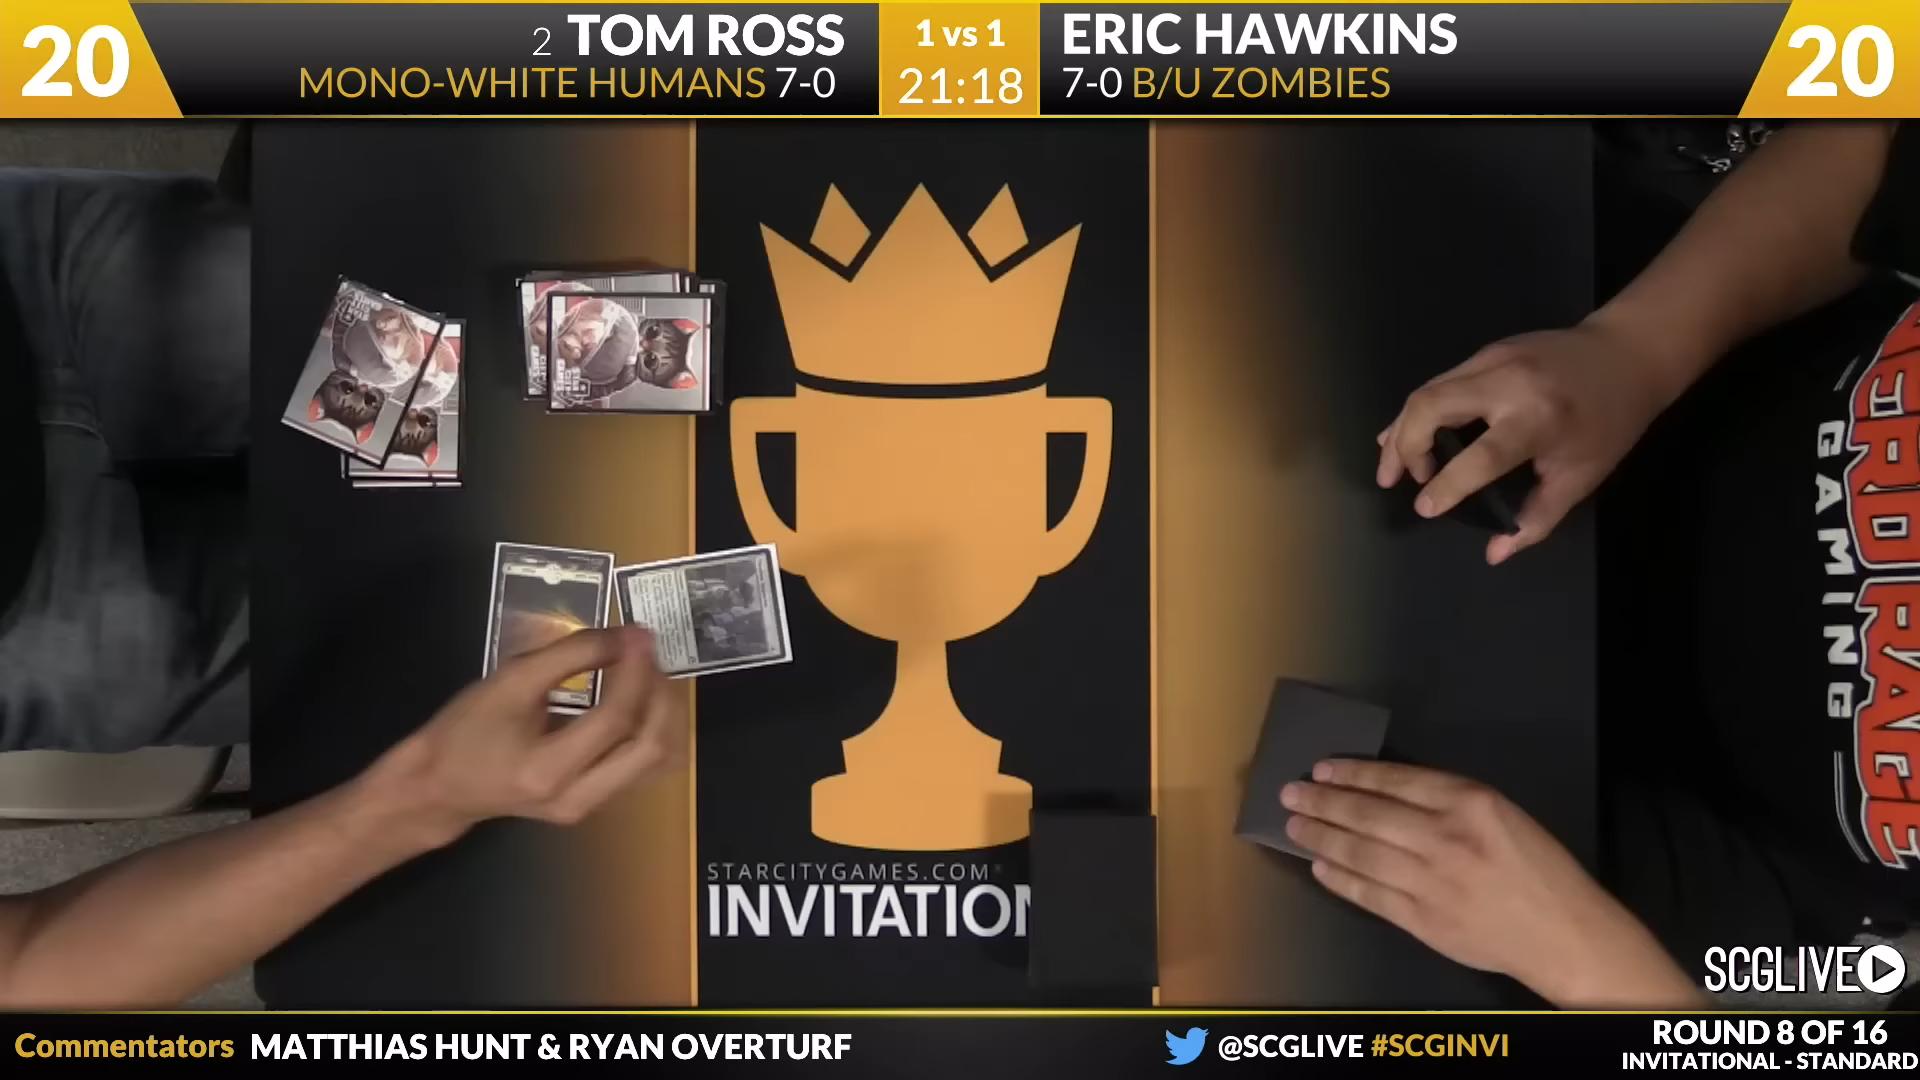 20
2 TOM ROSS
MONO-WHITE HUMANS 7-0
1 vs 1
21:18
ERIC HAWKINS
7-0 B/U ZOMBIES
20
STARCITYGAMES.COM
INVITATION
NERD RAGE
GAMING
SCGLIVE
Commentators MATTHIAS HUNT & RYAN OVERTURF
@SCGLIVE #SCGINVI
ROUND 8 OF 16
INVITATIONAL - STANDARD